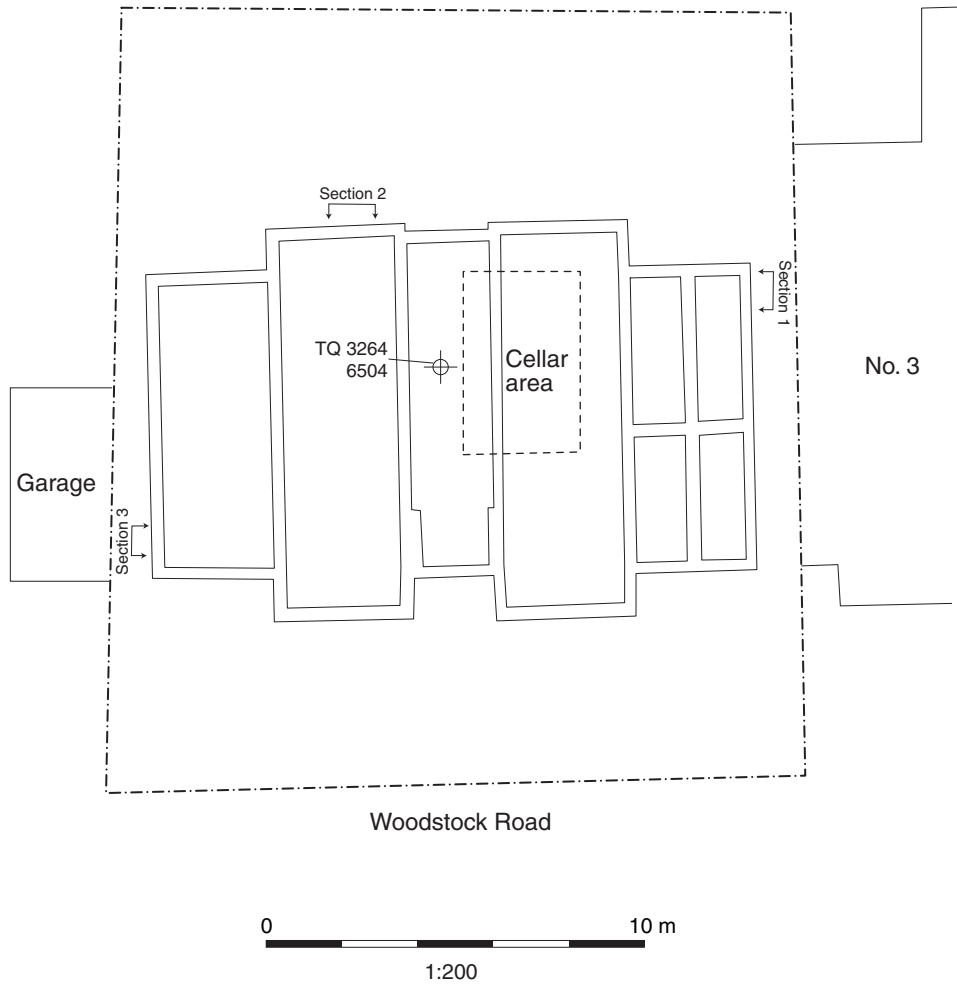 Section 2
Section 1
TQ 3264
6504
Cellar
area
No. 3
Garage
Section 3
Woodstock Road
0 10 m
1:200